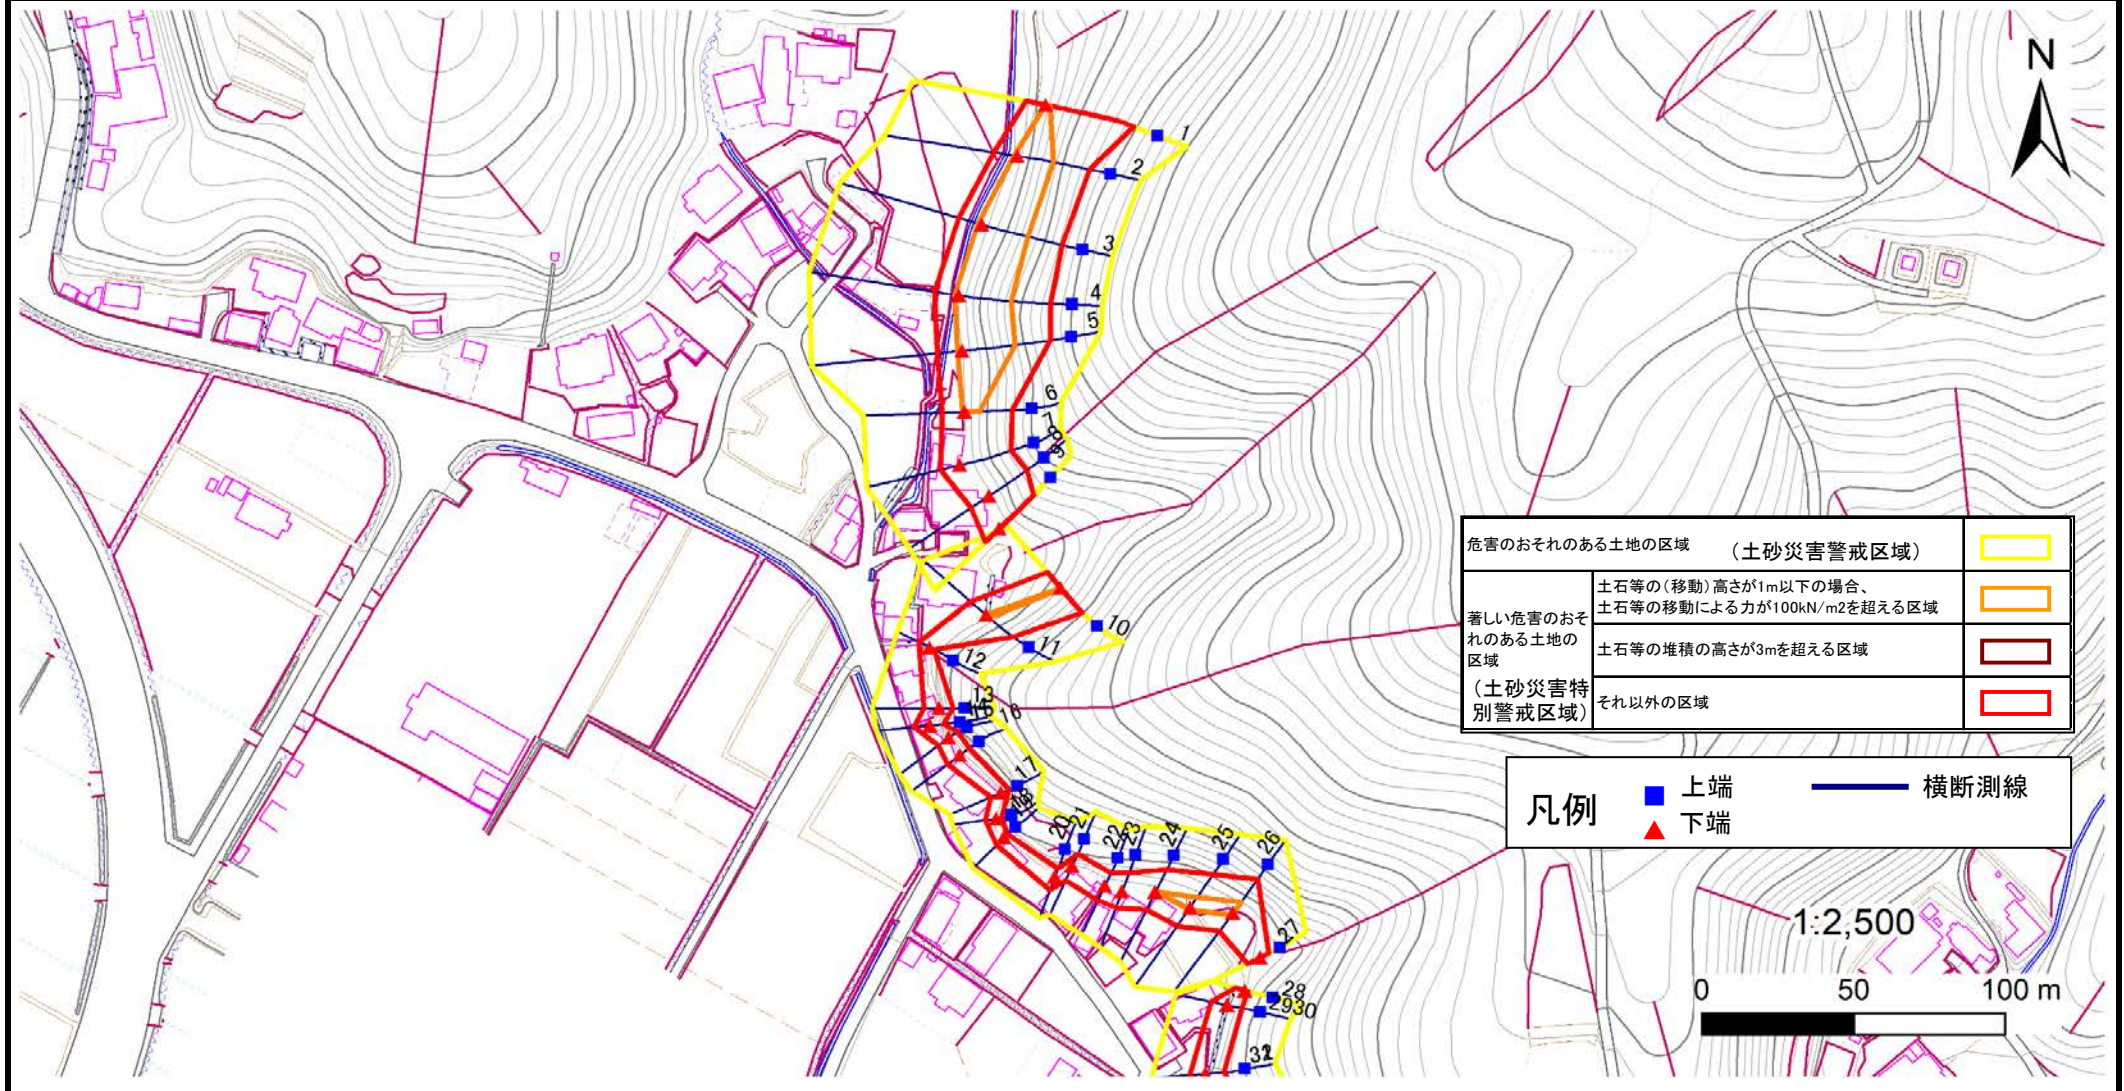 N
1
2
3
4
5
6
7
8
9
10
11
12
13
16
17
18
20
21
22
23
24
25
26
27
28
2930
危害のおそれのある土地の区域 (土砂災害警戒区域)
著しい危害のおそ
れのある土地の
区域
(土砂災害特
別警戒区域)
土石等の(移動)高さが1m以下の場合、
土石等の移動による力が100kN/m2を超える区域
土石等の堆積の高さが3mを超える区域
それ以外の区域
凡例
上端
下端
横断測線
1:2,500
0 50 100 m